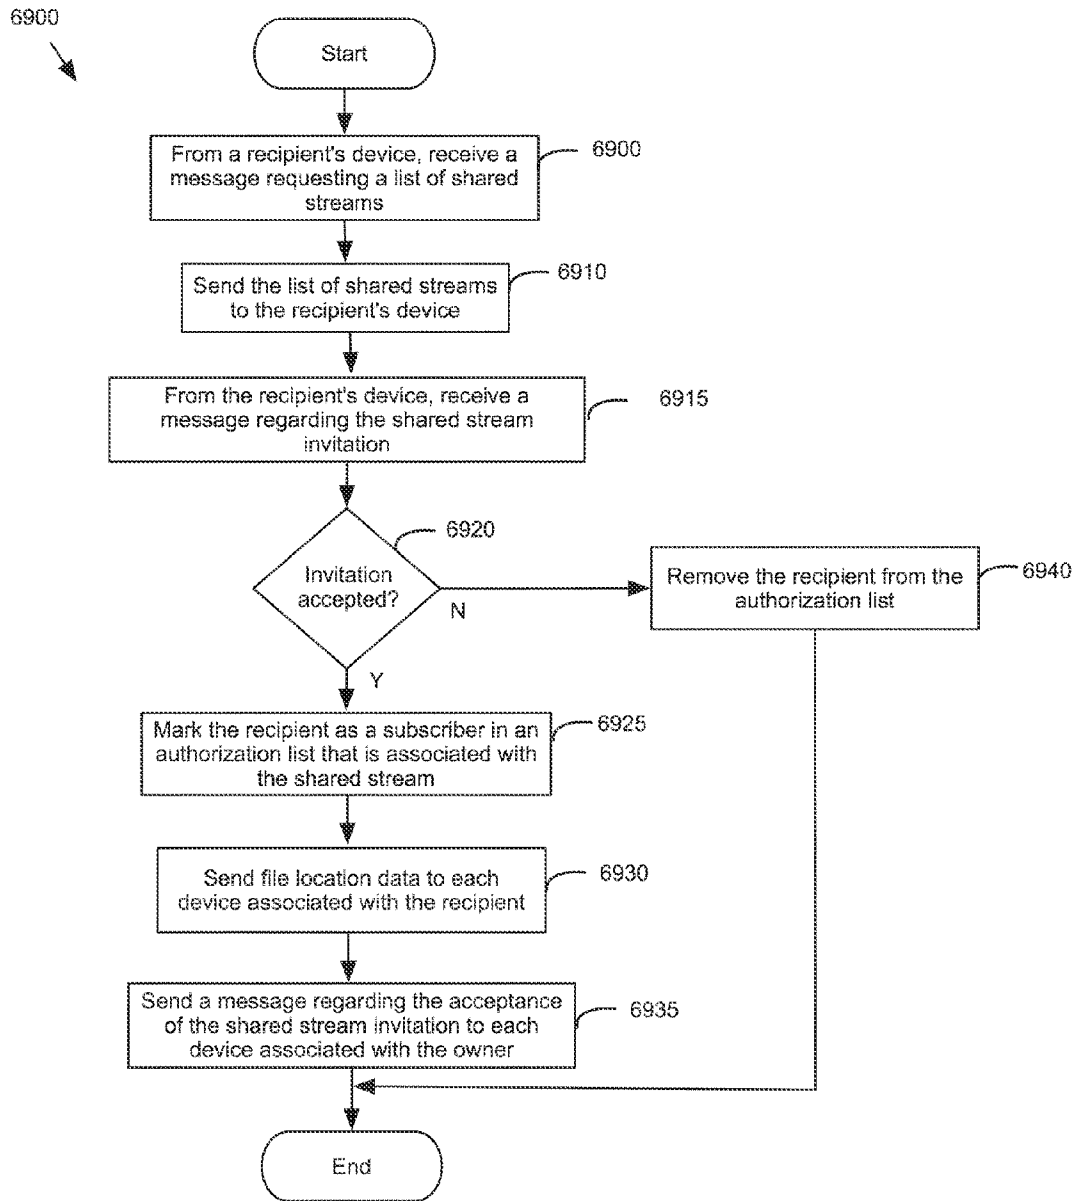 6900
Start
From a recipient's device, receive a
message requesting a list of shared
streams
6900
Send the list of shared streams
to the recipient's device
6910
From the recipient's device, receive a
message regarding the shared stream
invitation
6915
Invitation
accepted?
6920
N
Remove the recipient from the
authorization list
6940
Y
Mark the recipient as a subscriber in an
authorization list that is associated with
the shared stream
6925
Send file location data to each
device associated with the recipient
6930
Send a message regarding the acceptance
of the shared stream invitation to each
device associated with the owner
6935
End